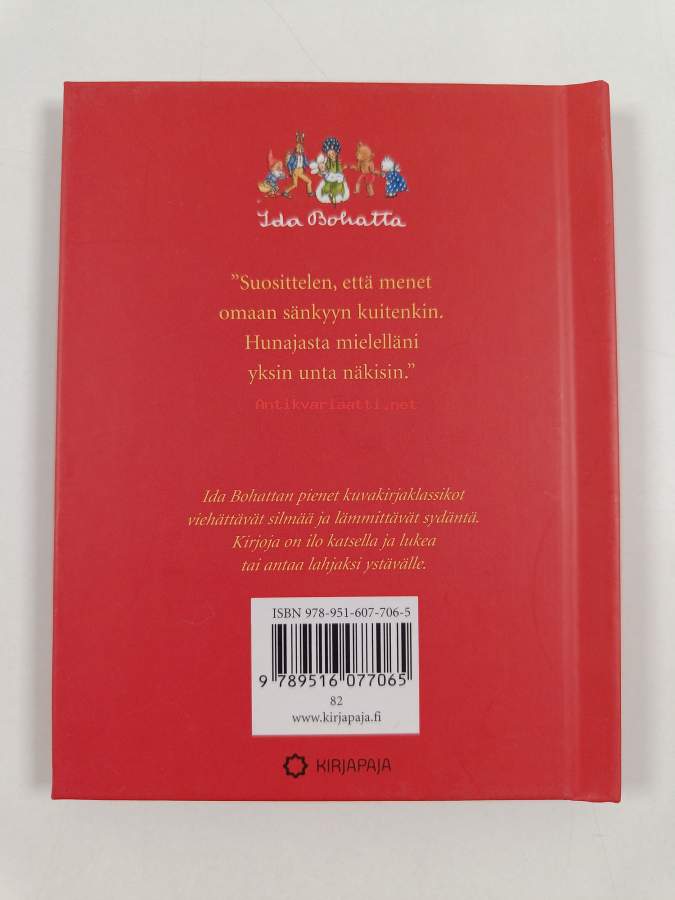 Ida Bohatta
”Suosittelen, että menet
omaan sänkyyn kuitenkin.
Hunajasta mielelläni
yksin unta näkisin.”
Antikvariaatti.net
Ida Bohattan pienet kuvakirjaklassikot
viehättävät silmää ja lämmittävät sydäntä.
Kirjoja on ilo katsella ja lukea
tai antaa lahjaksi ystävälle.
ISBN 978-951-607-706-5
9 789516 077065
82
www.kirjapaja.fi
KIRJAPAJA